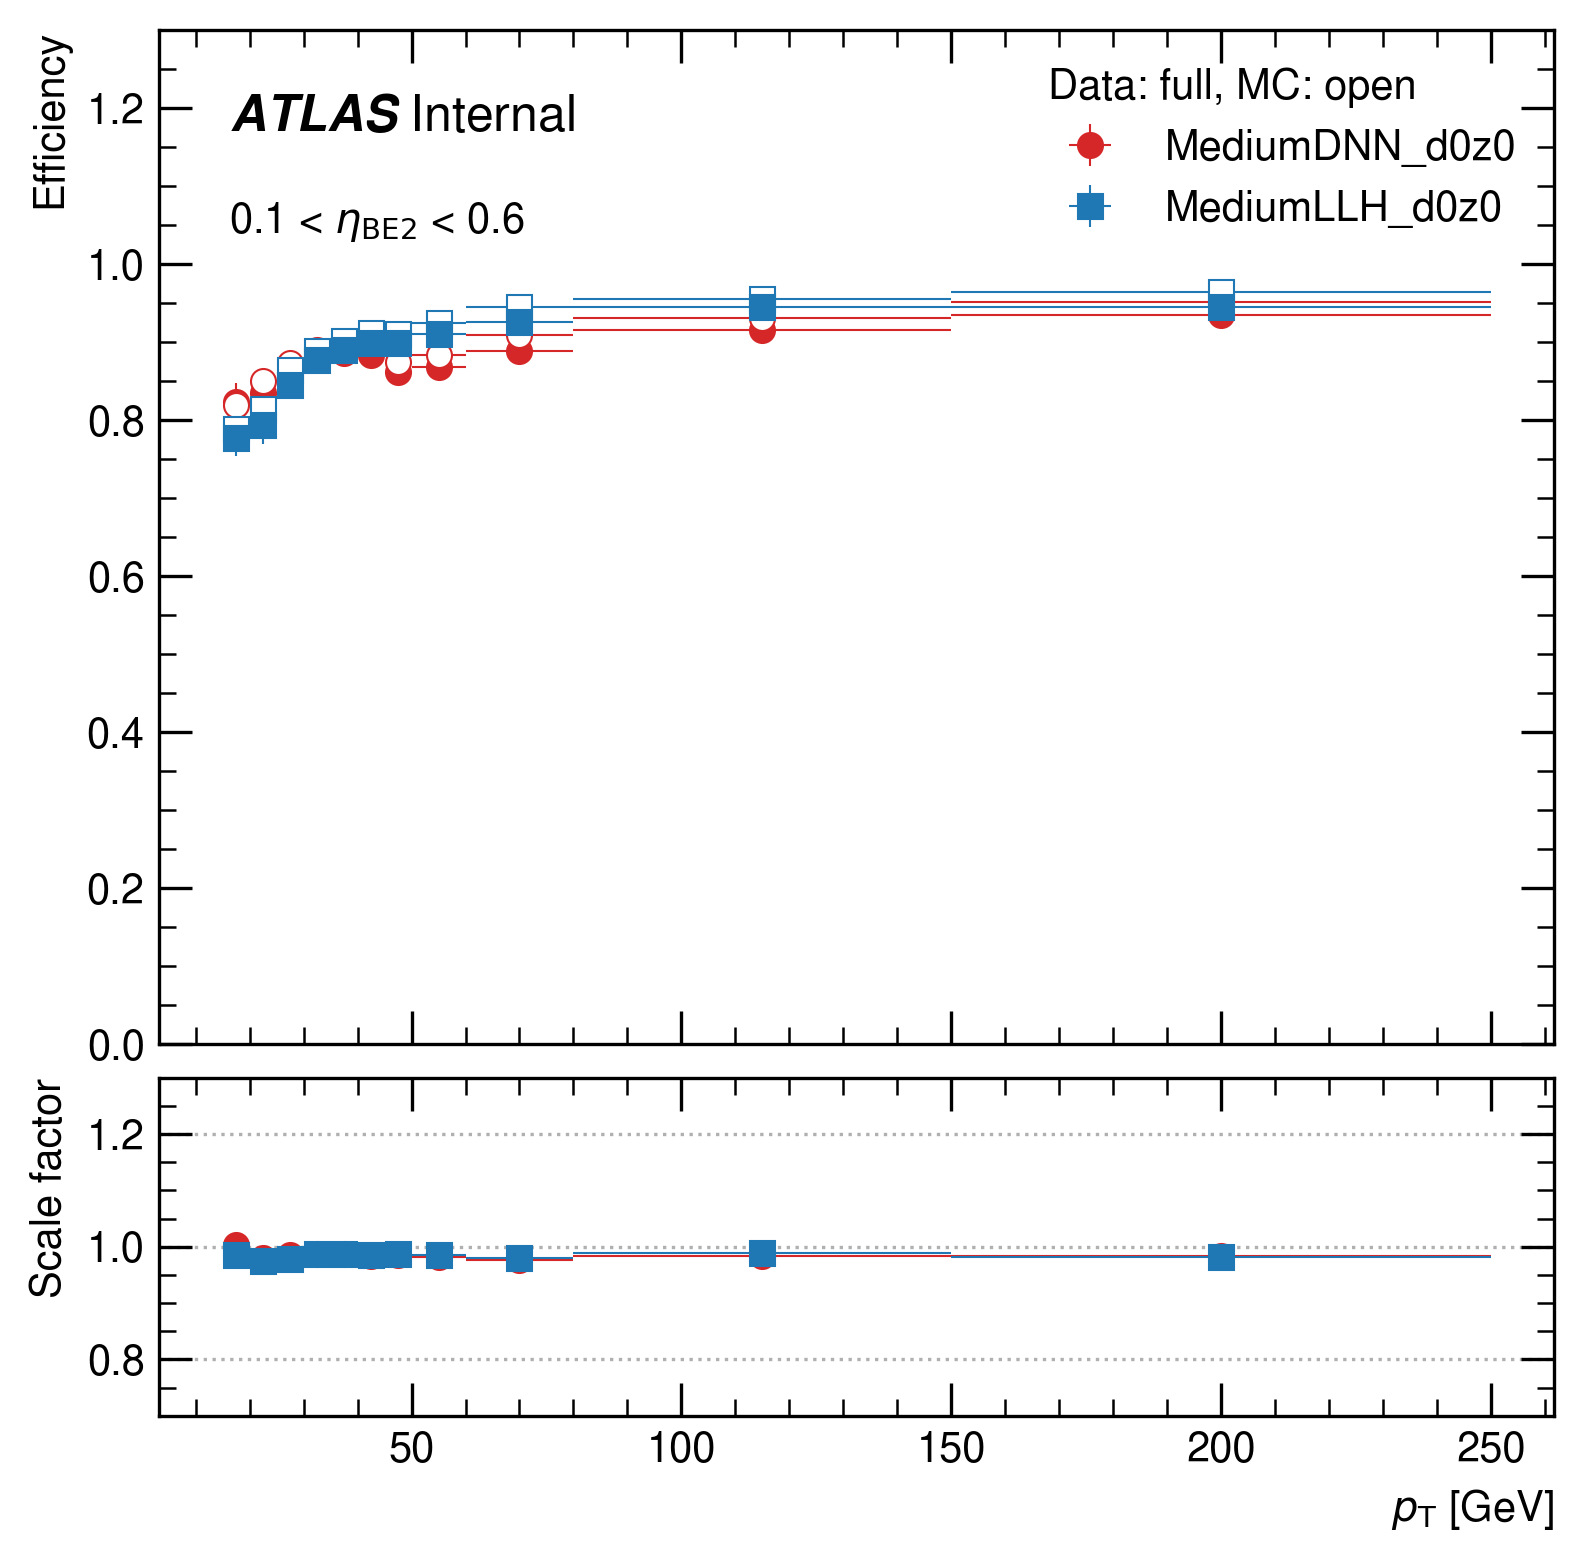 Efficiency
ATLAS Internal
0.1 < ηBE2 < 0.6
Data: full, MC: open
MediumDNN_d0z0
MediumLLH_d0z0
1.2
1.0
0.8
0.6
0.4
0.2
0.0
Scale factor
1.2
1.0
0.8
50 100 150 200 250
pT [GeV]